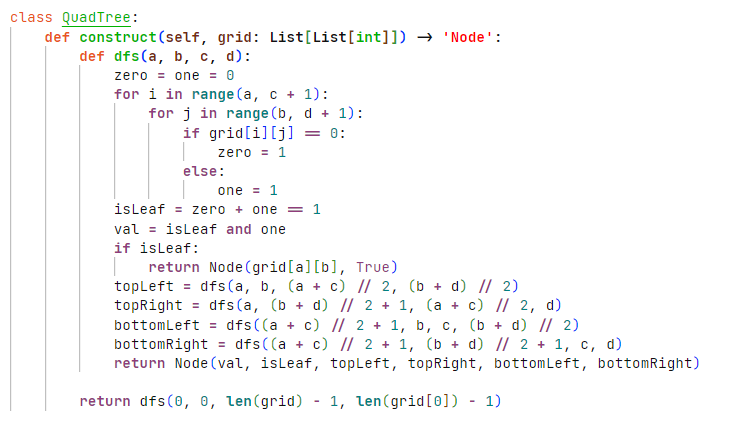 class QuadTree:
    def construct(self, grid: List[List[int]]) -> 'Node':
        def dfs(a, b, c, d):
            zero = one = 0
            for i in range(a, c + 1):
                for j in range(b, d + 1):
                    if grid[i][j] == 0:
                        zero = 1
                    else:
                        one = 1
            isLeaf = zero + one == 1
            val = isLeaf and one
            if isLeaf:
                return Node(grid[a][b], True)
            topLeft = dfs(a, b, (a + c) // 2, (b + d) // 2)
            topRight = dfs(a, (b + d) // 2 + 1, (a + c) // 2, d)
            bottomLeft = dfs((a + c) // 2 + 1, b, c, (b + d) // 2)
            bottomRight = dfs((a + c) // 2 + 1, (b + d) // 2 + 1, c, d)
            return Node(val, isLeaf, topLeft, topRight, bottomLeft, bottomRight)
        return dfs(0, 0, len(grid) - 1, len(grid[0]) - 1)